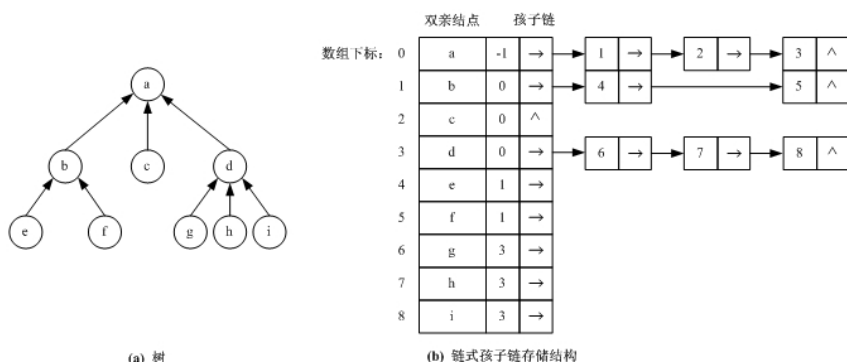 双亲结点 孩子链
数组下标: 0 a -1 → 1 → 2 → 3 ^
1 b 0 → 4 → 5 ^
2 c 0 ^
3 d 0 → 6 → 7 → 8 ^
4 e 1 →
5 f 1 →
6 g 3 →
7 h 3 →
8 i 3 →
a
b c d
e f g h i
(a) 树
(b) 链式孩子链存储结构